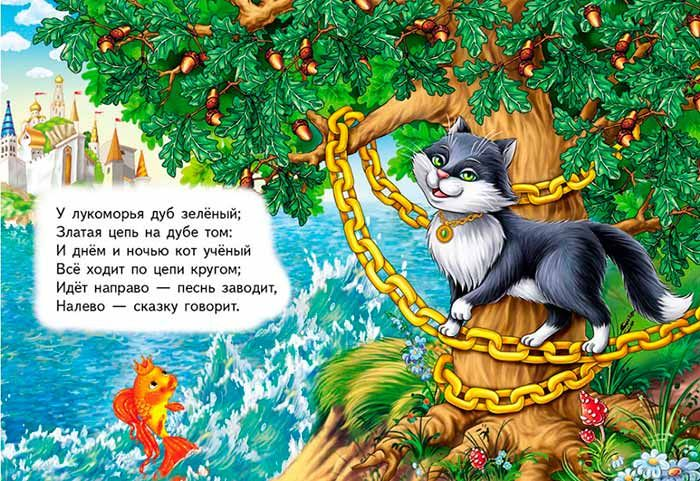 У лукоморья дуб зелёный;
Златая цепь на дубе том:
И днём и ночью кот учёный
Всё ходит по цепи кругом;
Идёт направо — песнь заводит,
Налево — сказку говорит.